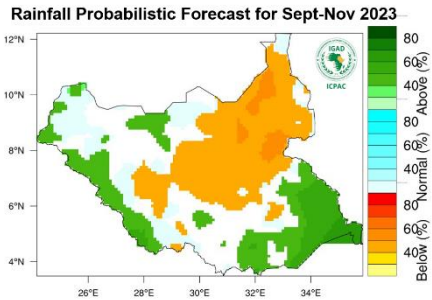 Rainfall Probabilistic Forecast for Sept-Nov 2023
12°N
10°N
8°N
6°N
4°N
26°E 28°E 30°E 32°E 34°E
IGAD
ICPAC
80
60
40
Above (%)
80
60
40
Normal (%)
80
60
40
Below (%)